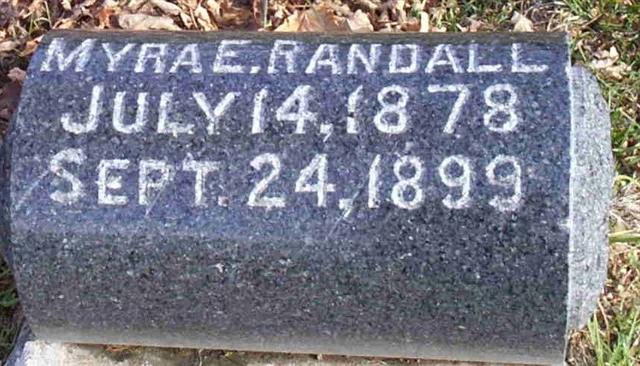 MYRA E. RANDALL
JULY 14, 1878
SEPT. 24, 1899